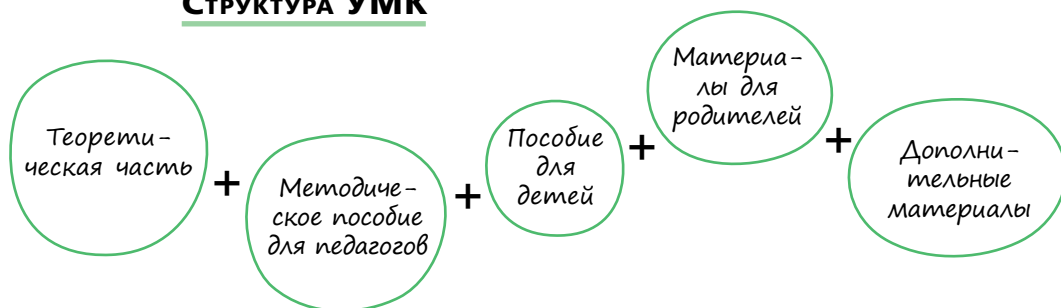 Структура УМК
Теорети-
ческая часть
+
Методиче-
ское пособие
для педагогов
+
Пособие
для
детей
+
Материа-
лы для
родителей
+
Дополни-
тельные
материалы